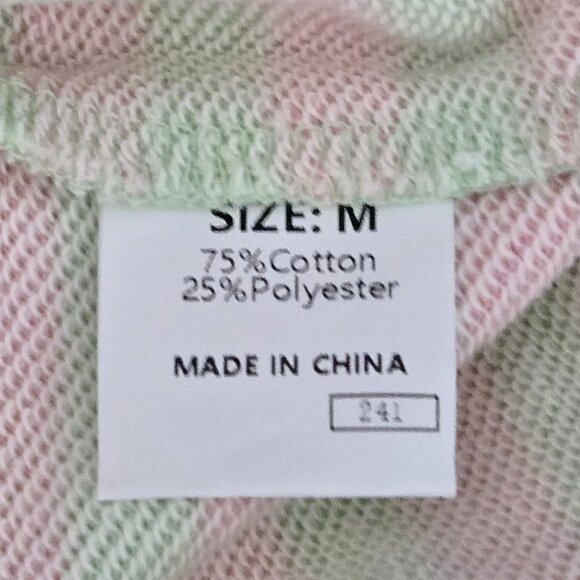 SIZE: M
75%Cotton
25%Polyester
MADE IN CHINA
241